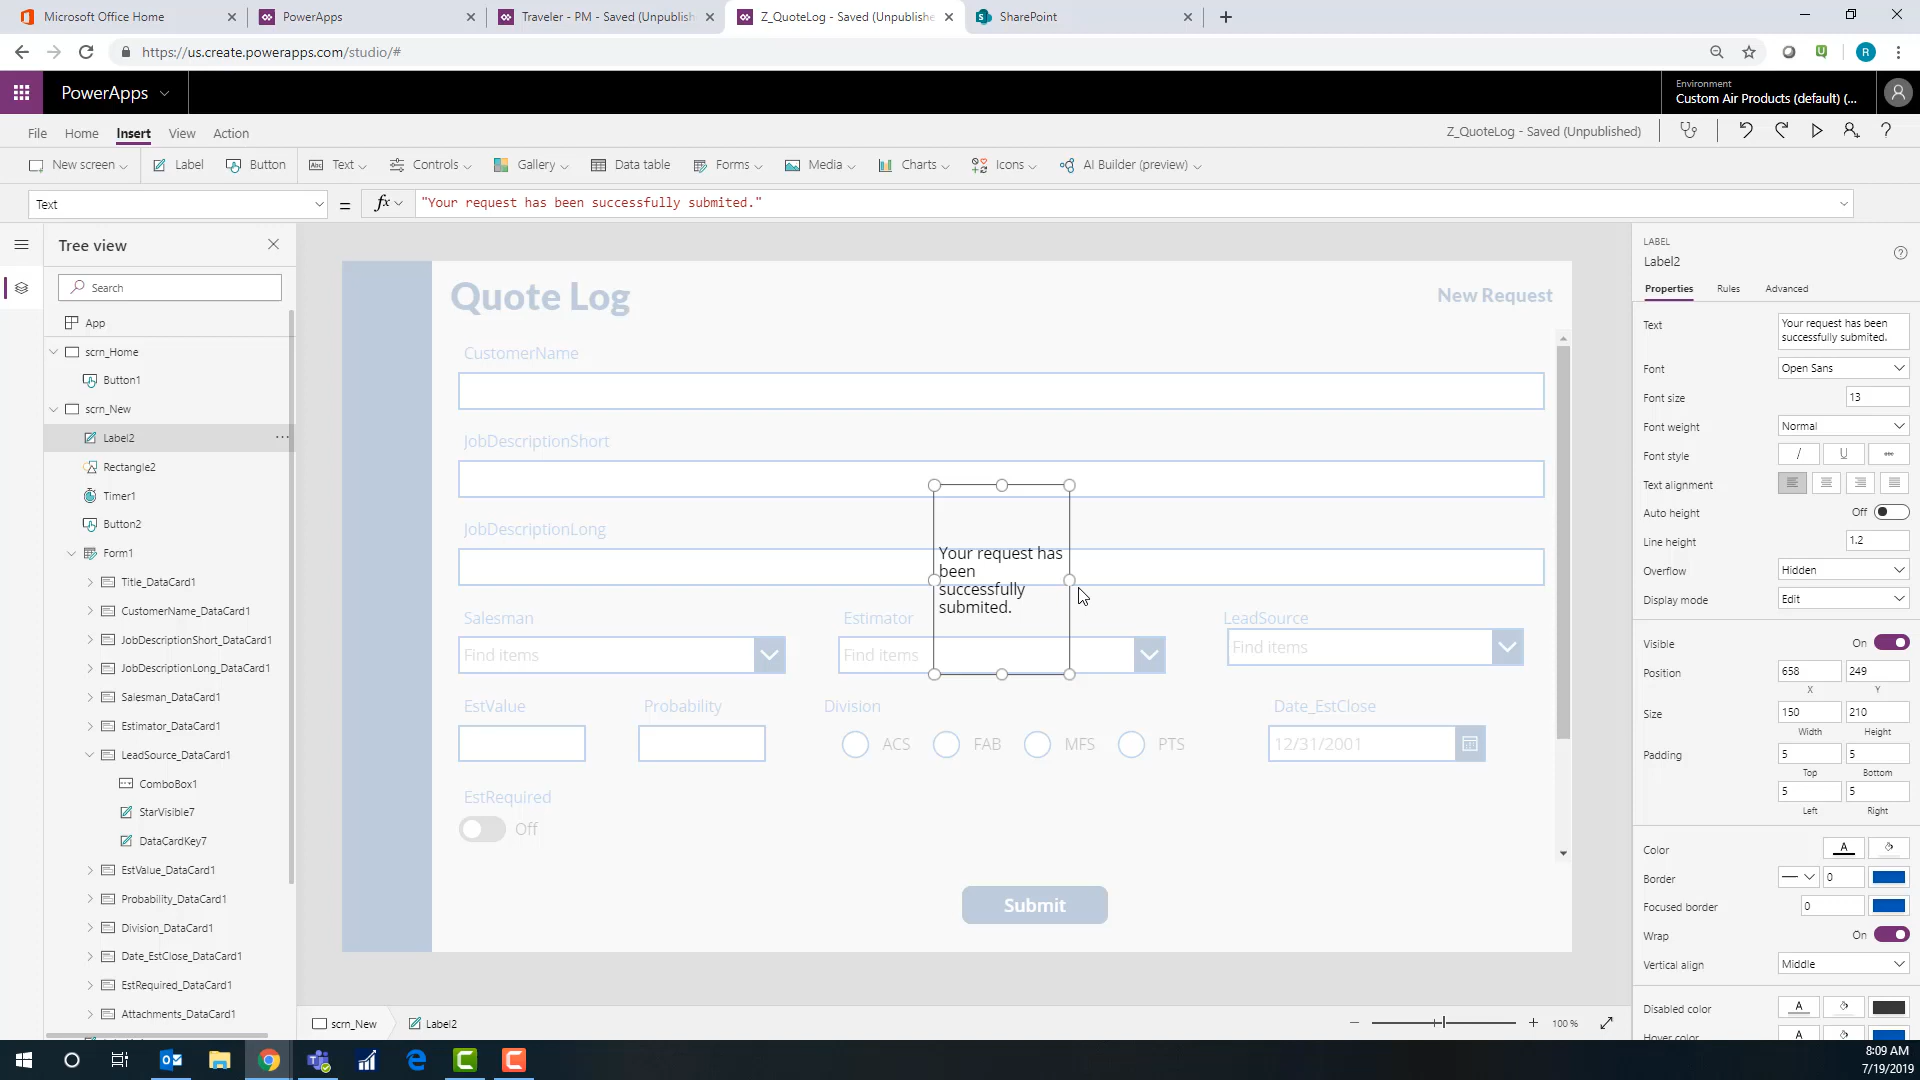 Microsoft Office Home
PowerApps
Traveler - PM - Saved (Unpublish
Z_QuoteLog - Saved (Unpublishe
SharePoint
https://us.create.powerapps.com/studio/#
R
PowerApps
Environment
Custom Air Products (default) (...
File
Home
Insert
View
Action
Z_QuoteLog - Saved (Unpublished)
New screen
Label
Button
Text
Controls
Gallery
Data table
Forms
Media
Charts
Icons
AI Builder (preview)
Text
=
fx
"Your request has been successfully submited."
Tree view
Search
App
scrn_Home
Button1
scrn_New
Label2
Rectangle2
Timer1
Button2
Form1
Title_DataCard1
CustomerName_DataCard1
JobDescriptionShort_DataCard1
JobDescriptionLong_DataCard1
Salesman_DataCard1
Estimator_DataCard1
LeadSource_DataCard1
ComboBox1
StarVisible7
DataCardKey7
EstValue_DataCard1
Probability_DataCard1
Division_DataCard1
Date_EstClose_DataCard1
EstRequired_DataCard1
Attachments_DataCard1
Quote Log
New Request
CustomerName
JobDescriptionShort
JobDescriptionLong
Your request has
been
successfully
submited.
Salesman
Estimator
LeadSource
Find items
Find items
Find items
EstValue
Probability
Division
Date_EstClose
ACS
FAB
MFS
PTS
12/31/2001
EstRequired
Off
Submit
scrn_New
Label2
100 %
LABEL
Label2
Properties
Rules
Advanced
Text
Your request has been
successfully submited.
Font
Open Sans
Font size
13
Font weight
Normal
Font style
/
U
abc
Text alignment
Auto height
Off
Line height
1.2
Overflow
Hidden
Display mode
Edit
Visible
On
Position
658
249
X
Y
Size
150
210
Width
Height
Padding
5
5
Top
Bottom
5
5
Left
Right
Color
A
Border
0
Focused border
0
Wrap
On
Vertical align
Middle
Disabled color
A
Hover color
A
8:09 AM
7/19/2019